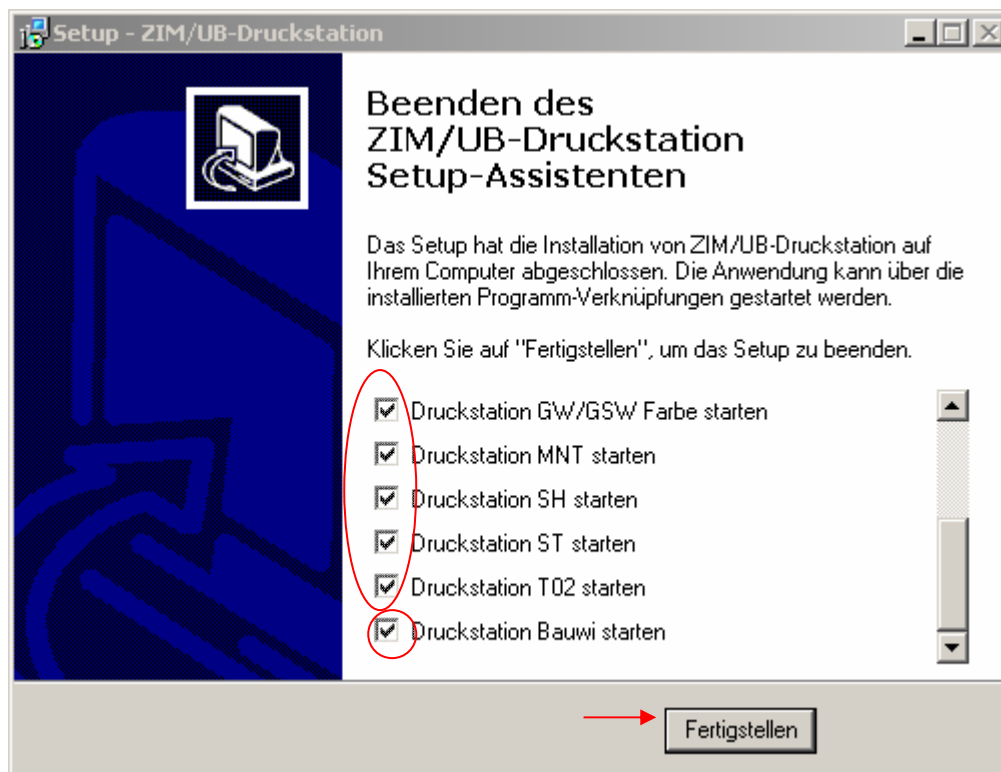 Setup - ZIM/UB-Druckstation
Beenden des
ZIM/UB-Druckstation
Setup-Assistenten
Das Setup hat die Installation von ZIM/UB-Druckstation auf
Ihrem Computer abgeschlossen. Die Anwendung kann über die
installierten Programm-Verknüpfungen gestartet werden.
Klicken Sie auf "Fertigstellen", um das Setup zu beenden.
Druckstation GW/GSW Farbe starten
Druckstation MNT starten
Druckstation SH starten
Druckstation ST starten
Druckstation T02 starten
Druckstation Bauwi starten
Fertigstellen